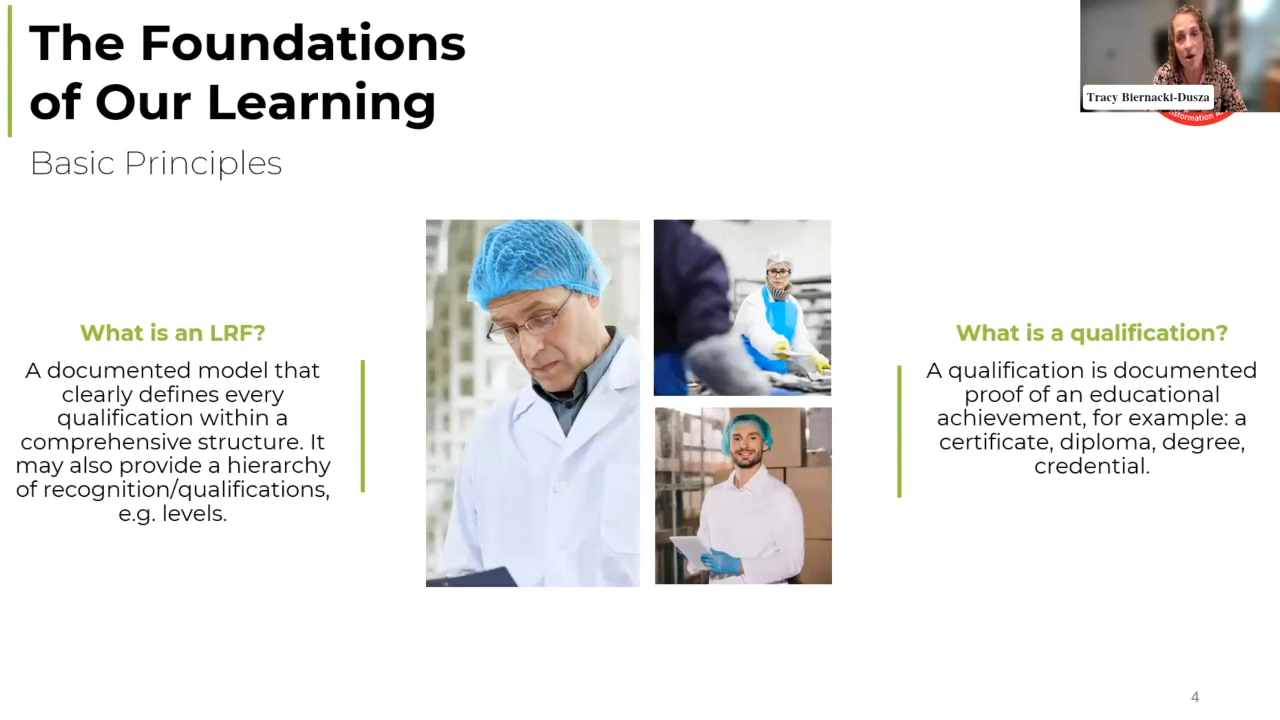 The Foundations
of Our Learning
Basic Principles
Tracy Biernacki-Dusza
What is an LRF?
A documented model that
clearly defines every
qualification within a
comprehensive structure. It
may also provide a hierarchy
of recognition/qualifications,
e.g. levels.
What is a qualification?
A qualification is documented
proof of an educational
achievement, for example: a
certificate, diploma, degree,
credential.
4